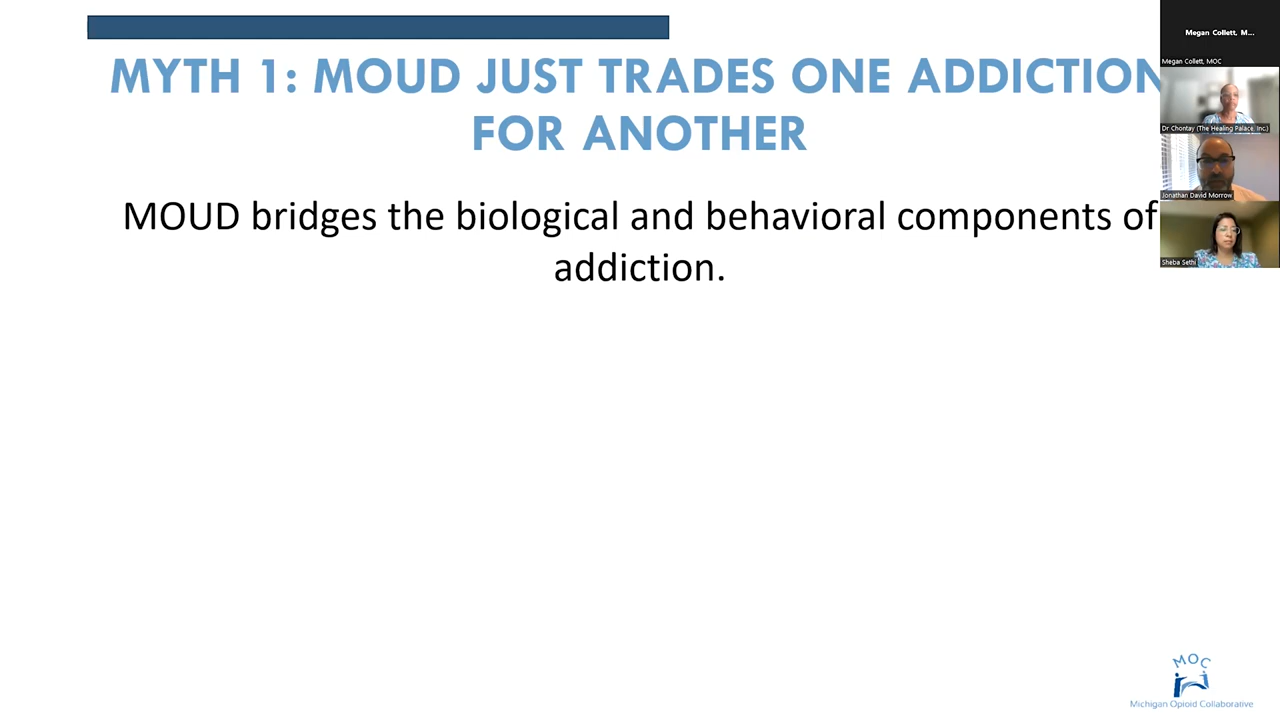 MYTH 1: MOUD JUST TRADES ONE ADDICTION
FOR ANOTHER
MOUD bridges the biological and behavioral components of
addiction.
Megan Collett, M...
Megan Collett, MOC
Dr Chontay (The Healing Palace, Inc.)
Jonathan David Morrow
Sheba Sethi
MOC
Michigan Opioid Collaborative